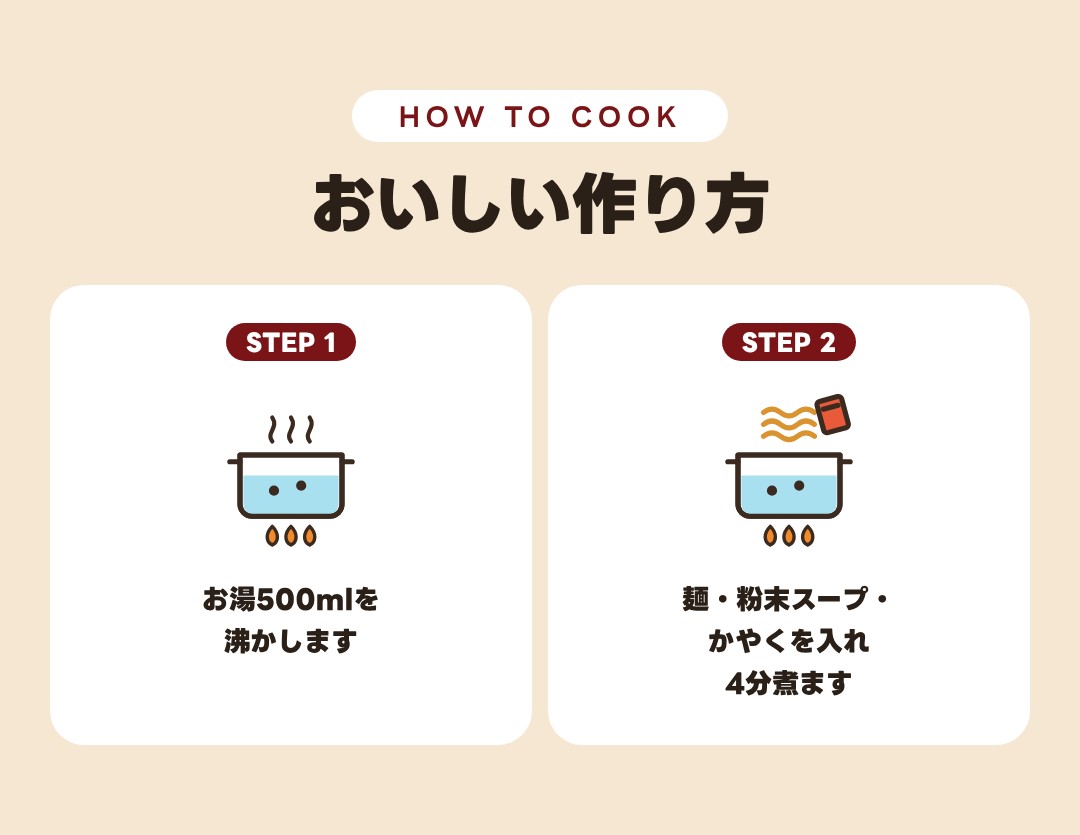 HOW TO COOK
おいしい作り方
STEP 1
お湯500mlを
沸かします
STEP 2
麺・粉末スープ・
かやくを入れ
4分煮ます